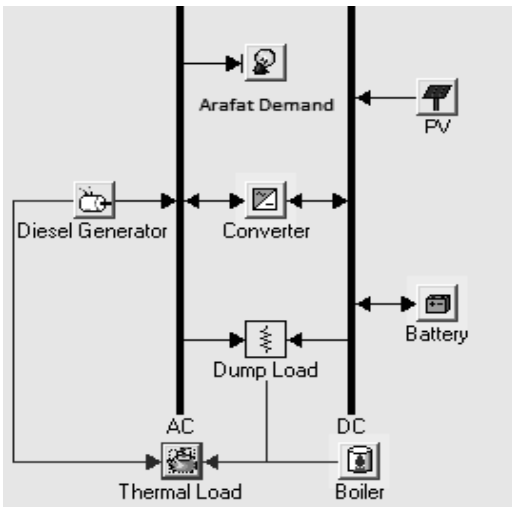 Arafat Demand
PV
Diesel Generator
Converter
Battery
Dump Load
AC
DC
Thermal Load
Boiler